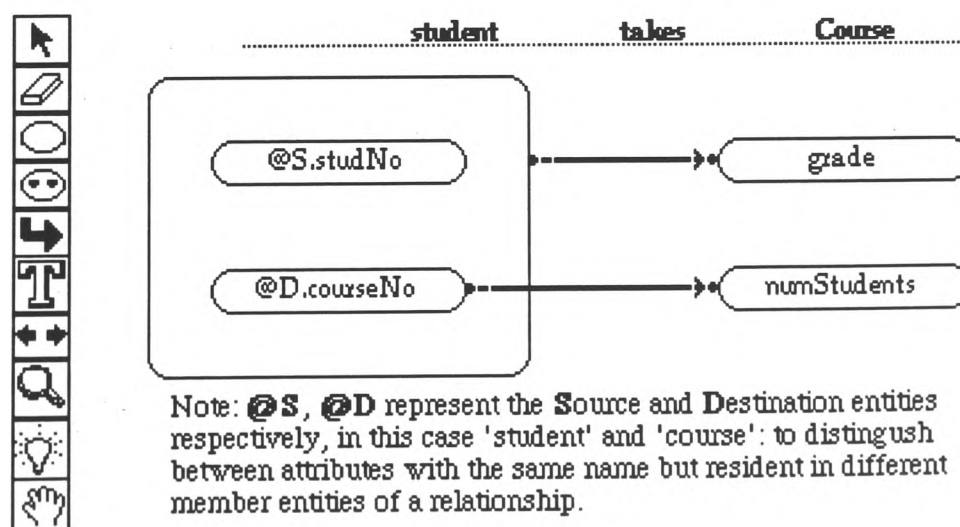 student takes Course
@S.studNo grade
@D.courseNo numStudents
Note: @S, @D represent the Source and Destination entities
respectively, in this case 'student' and 'course': to distingush
between attributes with the same name but resident in different
member entities of a relationship.
T